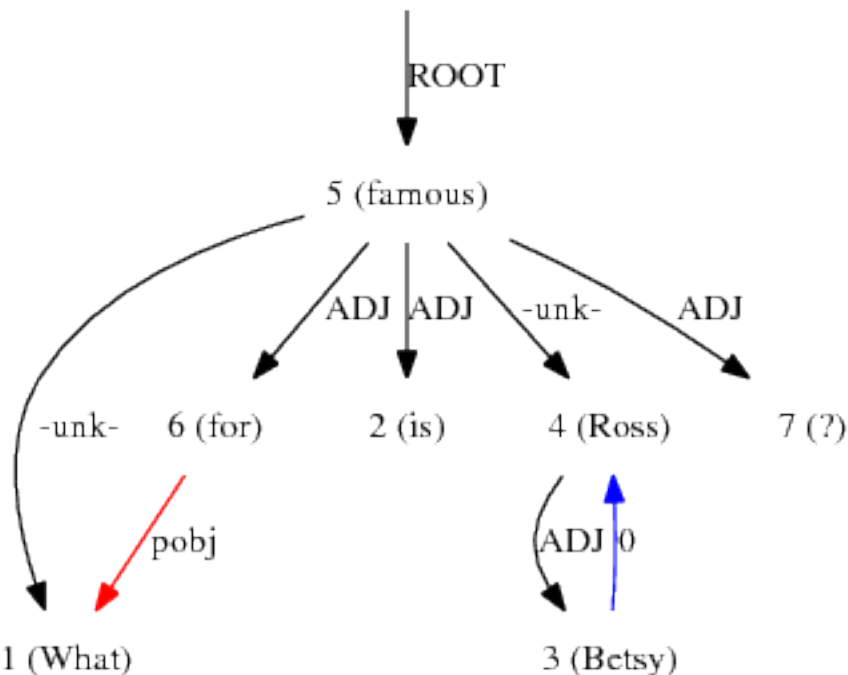 ROOT
5 (famous)
ADJ ADJ -unk- ADJ
-unk- 6 (for) 2 (is) 4 (Ross) 7 (?)
pobj ADJ 0
1 (What) 3 (Betsy)